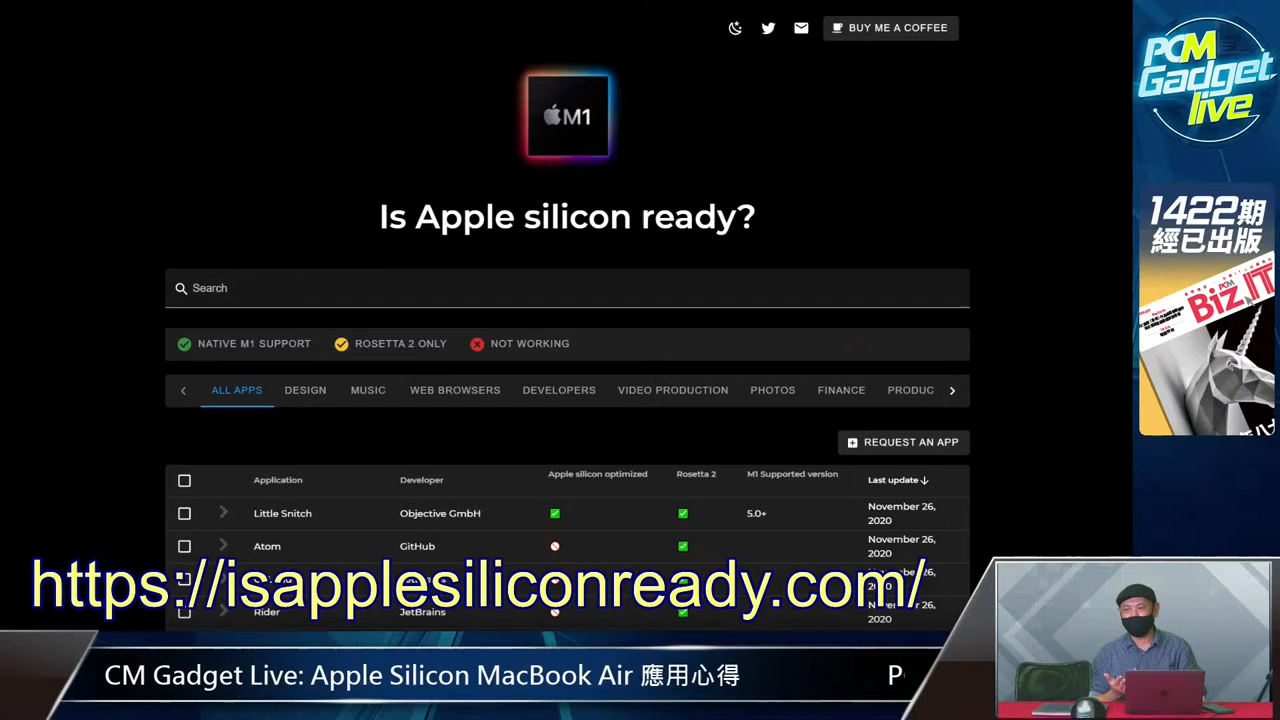 BUY ME A COFFEE
M1
Is Apple silicon ready?
Search
NATIVE M1 SUPPORT ROSETTA 2 ONLY NOT WORKING
ALL APPS DESIGN MUSIC WEB BROWSERS DEVELOPERS VIDEO PRODUCTION PHOTOS FINANCE PRODUC
REQUEST AN APP
Application Developer Apple silicon optimized Rosetta 2 M1 Supported version Last update
Little Snitch Objective GmbH 5.0+ November 26, 2020
Atom GitHub November 26, 2020
2020
Rider JetBrains November 26, 2020
https://isapplesiliconready.com/
CM Gadget Live: Apple Silicon MacBook Air 應用心得
P
PCM
Gadget
live
1422期
經已出版
PCM
Biz.IT